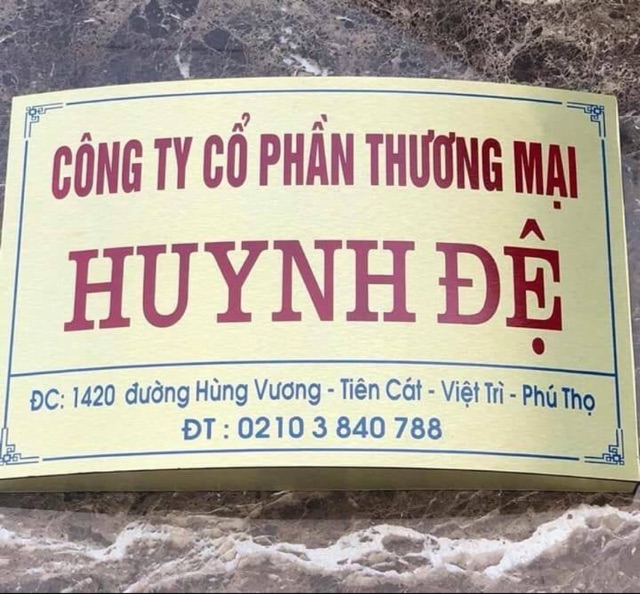 CÔNG TY CỔ PHẦN THƯƠNG MẠI
HUYNH ĐỆ
ĐC: 1420 đường Hùng Vương - Tiên Cát - Việt Trì - Phú Thọ
ĐT : 0210 3 840 788